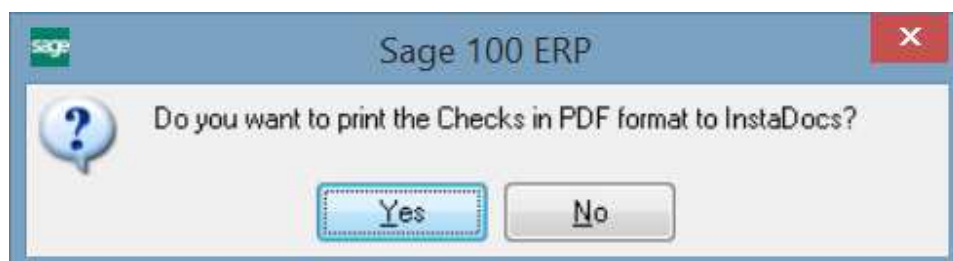 sage
Sage 100 ERP
Do you want to print the Checks in PDF format to InstaDocs?
Yes
No